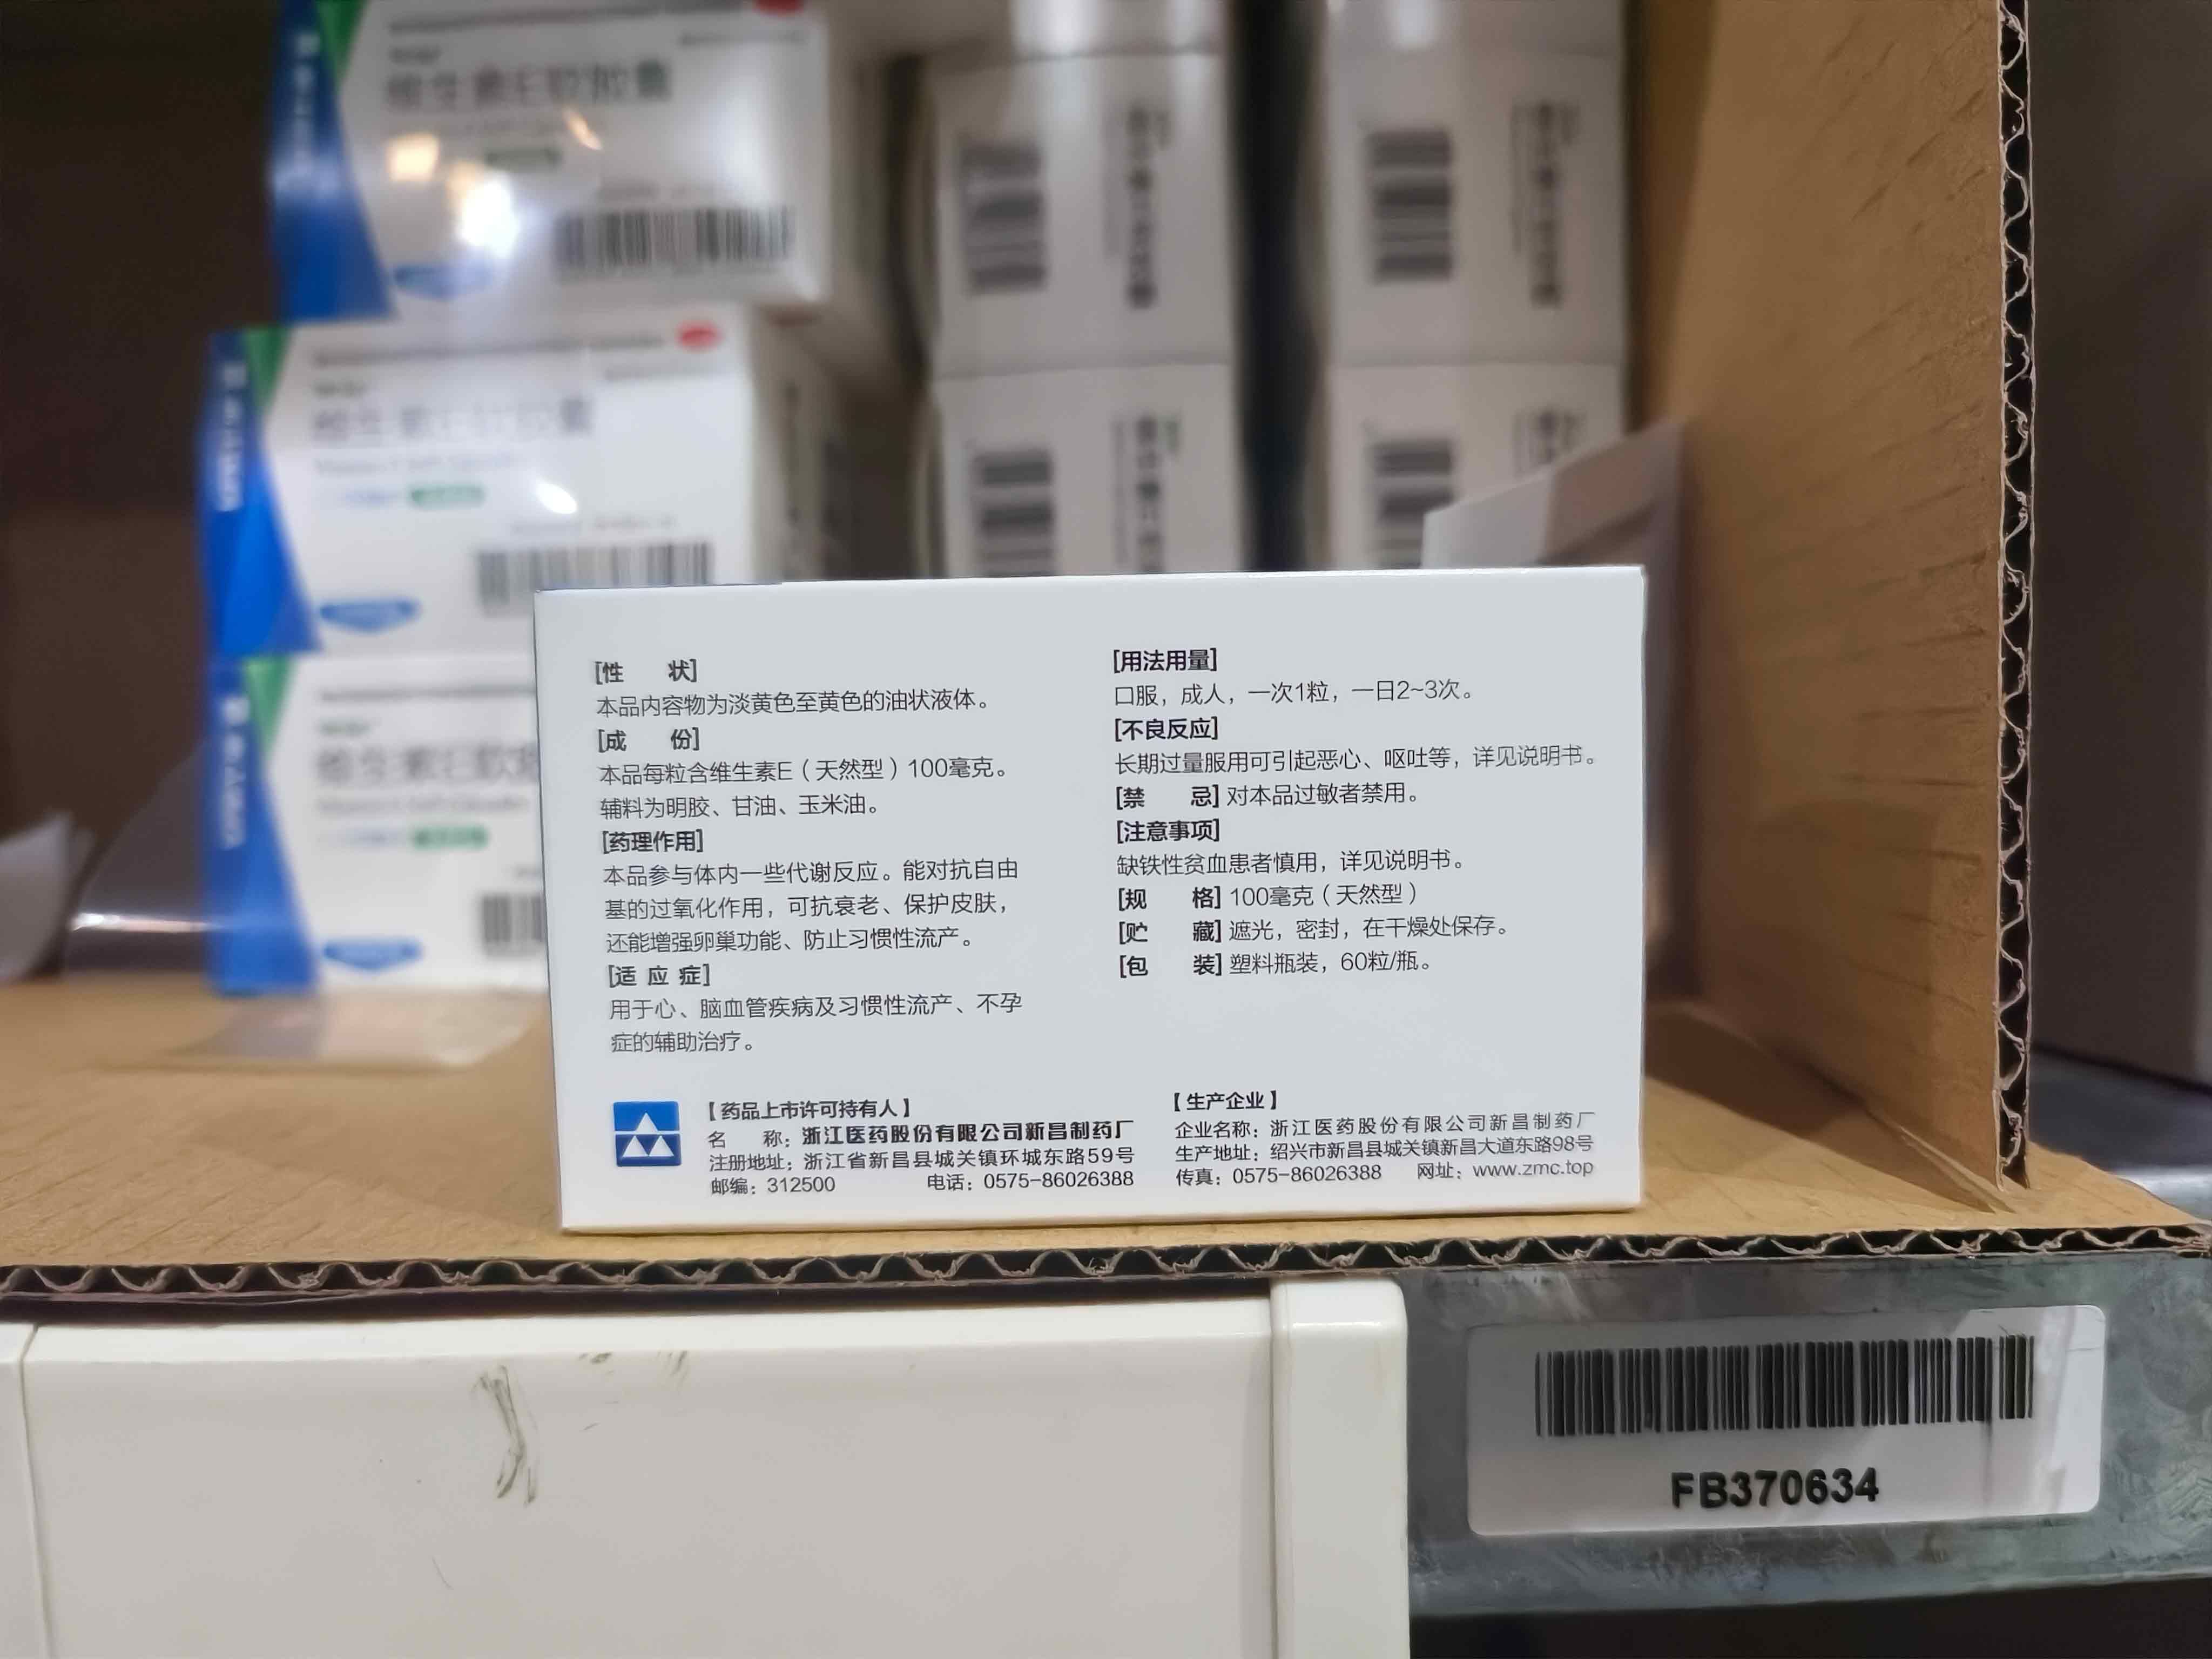 维生素E软胶囊
维生素E软胶囊
[性 状]
本品内容物为淡黄色至黄色的油状液体。
[成 份]
本品每粒含维生素E（天然型）100毫克。
辅料为明胶、甘油、玉米油。
[药理作用]
本品参与体内一些代谢反应。能对抗自由
基的过氧化作用，可抗衰老、保护皮肤，
还能增强卵巢功能、防止习惯性流产。
[适 应 症]
用于心、脑血管疾病及习惯性流产、不孕
症的辅助治疗。
[用法用量]
口服，成人，一次1粒，一日2~3次。
[不良反应]
长期过量服用可引起恶心、呕吐等，详见说明书。
[禁 忌] 对本品过敏者禁用。
[注意事项]
缺铁性贫血患者慎用，详见说明书。
[规 格] 100毫克（天然型）
[贮 藏] 遮光，密封，在干燥处保存。
[包 装] 塑料瓶装，60粒/瓶。
【药品上市许可持有人】
名 称：浙江医药股份有限公司新昌制药厂
注册地址：浙江省新昌县城关镇环城东路59号
邮编：312500 电话：0575-86026388
【生产企业】
企业名称：浙江医药股份有限公司新昌制药厂
生产地址：绍兴市新昌县城关镇新昌大道东路98号
传真：0575-86026388 网址：www.zmc.top
FB370634